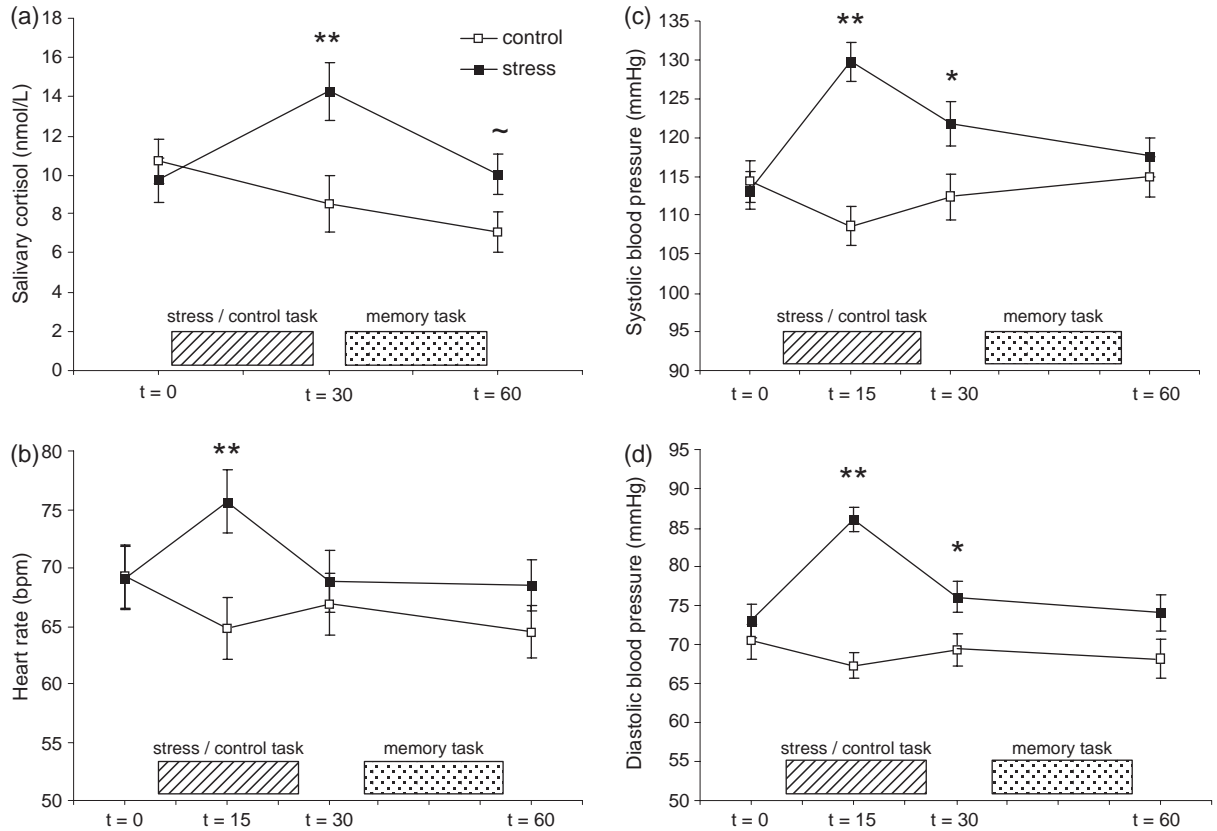 (a)
Salivary cortisol (nmol/L)
18
16
14
12
10
8
6
4
2
0
**
~
control
stress
stress / control task
memory task
t = 0
t = 30
t = 60
(c)
Systolic blood pressure (mmHg)
135
130
125
120
115
110
105
100
95
90
**
*
stress / control task
memory task
t = 0
t = 15
t = 30
t = 60
(b)
Heart rate (bpm)
80
75
70
65
60
55
50
**
stress / control task
memory task
t = 0
t = 15
t = 30
t = 60
(d)
Diastolic blood pressure (mmHg)
95
90
85
80
75
70
65
60
55
50
**
*
stress / control task
memory task
t = 0
t = 15
t = 30
t = 60